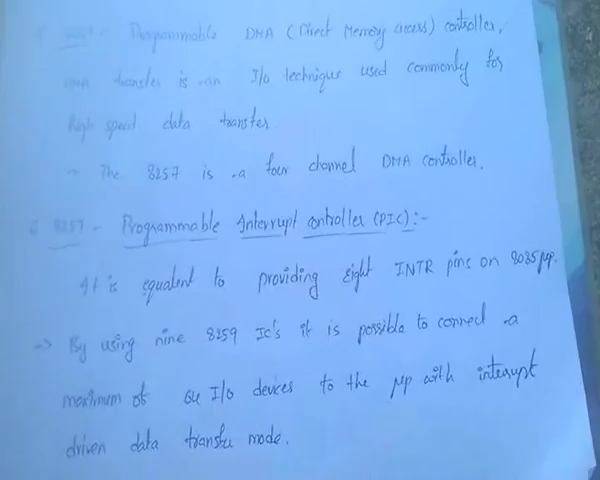 Programmable DMA (Direct Memory access) controller,
transfer is an I/o technique used commonly for
high speed data transfer
→ The 8257 is a four channel DMA controller.
Programmable Interrupt controller (PIC):-
It is equalent to providing eight INTR pins on 8085 μp.
-> By using nine 8259 Ic's it is possible to connect a
maximum of 64 I/o devices to the μp with interrupt
driven data transfer mode.